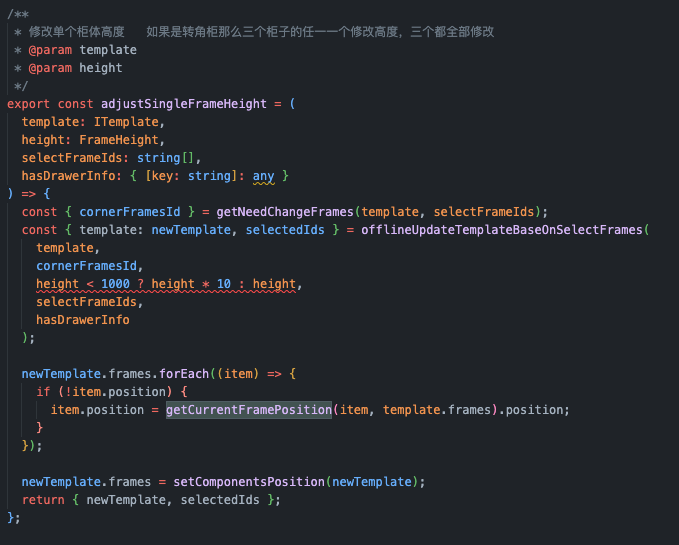 /**
 * 修改单个柜体高度   如果是转角柜那么三个柜子的任一一个修改高度，三个都全部修改
 * @param template
 * @param height
 */
export const adjustSingleFrameHeight = (
  template: ITemplate,
  height: FrameHeight,
  selectFrameIds: string[],
  hasDrawerInfo: { [key: string]: any }
) => {
  const { cornerFramesId } = getNeedChangeFrames(template, selectFrameIds);
  const { template: newTemplate, selectedIds } = offlineUpdateTemplateBaseOnSelectFrames(
    template,
    cornerFramesId,
    height < 1000 ? height * 10 : height,
    selectFrameIds,
    hasDrawerInfo
  );
  newTemplate.frames.forEach((item) => {
    if (!item.position) {
      item.position = getCurrentFramePosition(item, template.frames).position;
    }
  });
  newTemplate.frames = setComponentsPosition(newTemplate);
  return { newTemplate, selectedIds };
};